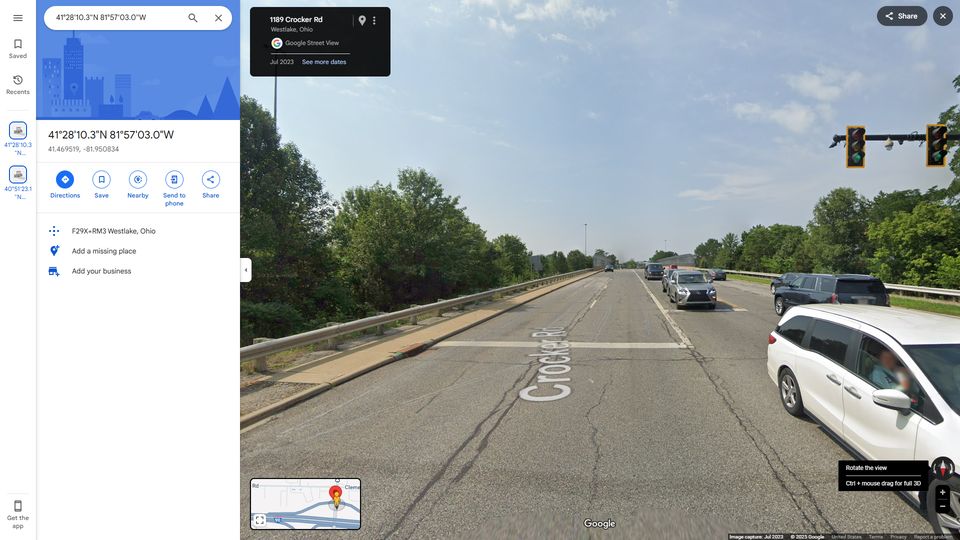 41°28'10.3"N 81°57'03.0"W
Saved
Recents
41°28'10.3
"N...
40°51'23.1
"N...
Get the
app
41°28'10.3"N 81°57'03.0"W
41.469519, -81.950834
Directions
Save
Nearby
Send to
phone
Share
F29X+RM3 Westlake, Ohio
Add a missing place
Add your business
1189 Crocker Rd
Westlake, Ohio
Google Street View
Jul 2023 See more dates
Share
Crocker Rd
Rotate the view
Ctrl + mouse drag for full 3D
Rd
Cleme
90
Google
Image capture: Jul 2023 © 2023 Google United States Terms Privacy Report a problem